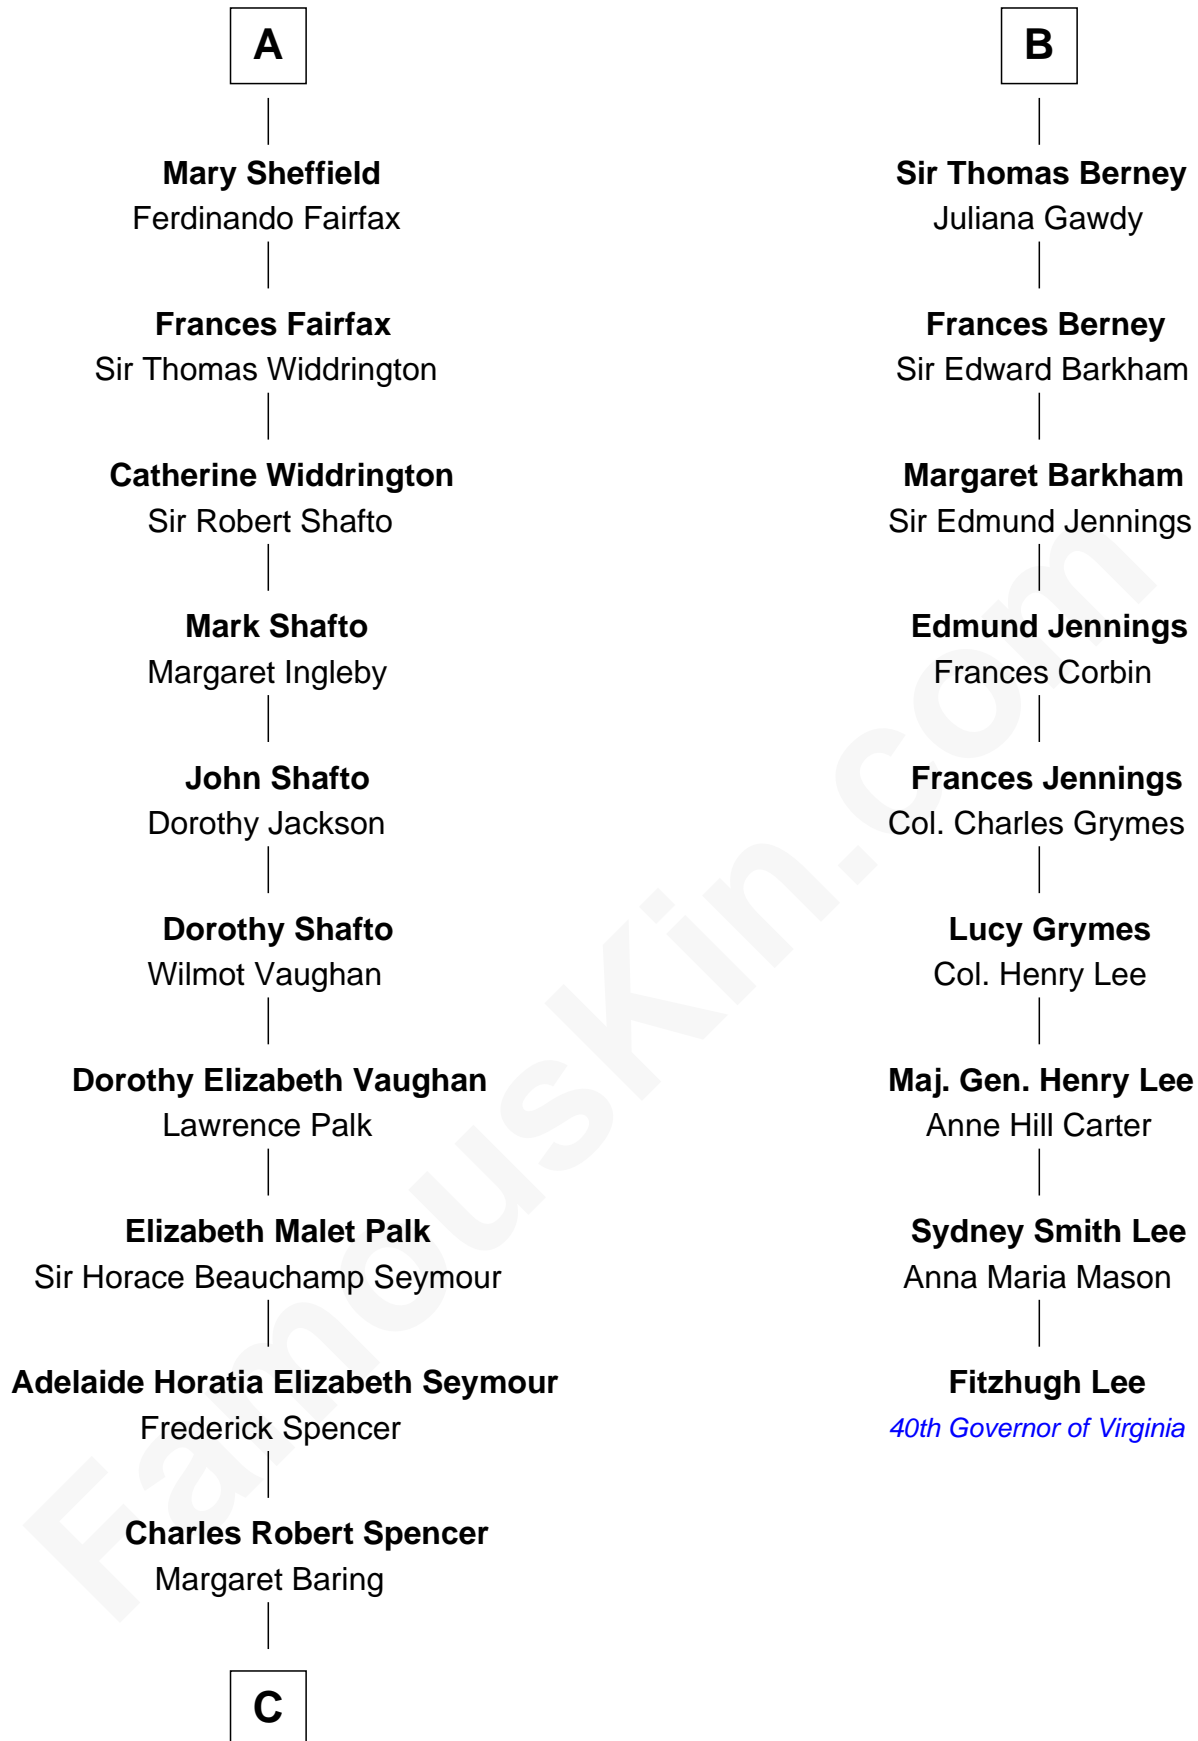 A
Mary Sheffield
Ferdinando Fairfax
Frances Fairfax
Sir Thomas Widdrington
Catherine Widdrington
Sir Robert Shafto
Mark Shafto
Margaret Ingleby
John Shafto
Dorothy Jackson
Dorothy Shafto
Wilmot Vaughan
Dorothy Elizabeth Vaughan
Lawrence Palk
Elizabeth Malet Palk
Sir Horace Beauchamp Seymour
Adelaide Horatia Elizabeth Seymour
Frederick Spencer
Charles Robert Spencer
Margaret Baring
C
B
Sir Thomas Berney
Juliana Gawdy
Frances Berney
Sir Edward Barkham
Margaret Barkham
Sir Edmund Jennings
Edmund Jennings
Frances Corbin
Frances Jennings
Col. Charles Grymes
Lucy Grymes
Col. Henry Lee
Maj. Gen. Henry Lee
Anne Hill Carter
Sydney Smith Lee
Anna Maria Mason
Fitzhugh Lee
40th Governor of Virginia
FamousKin.com